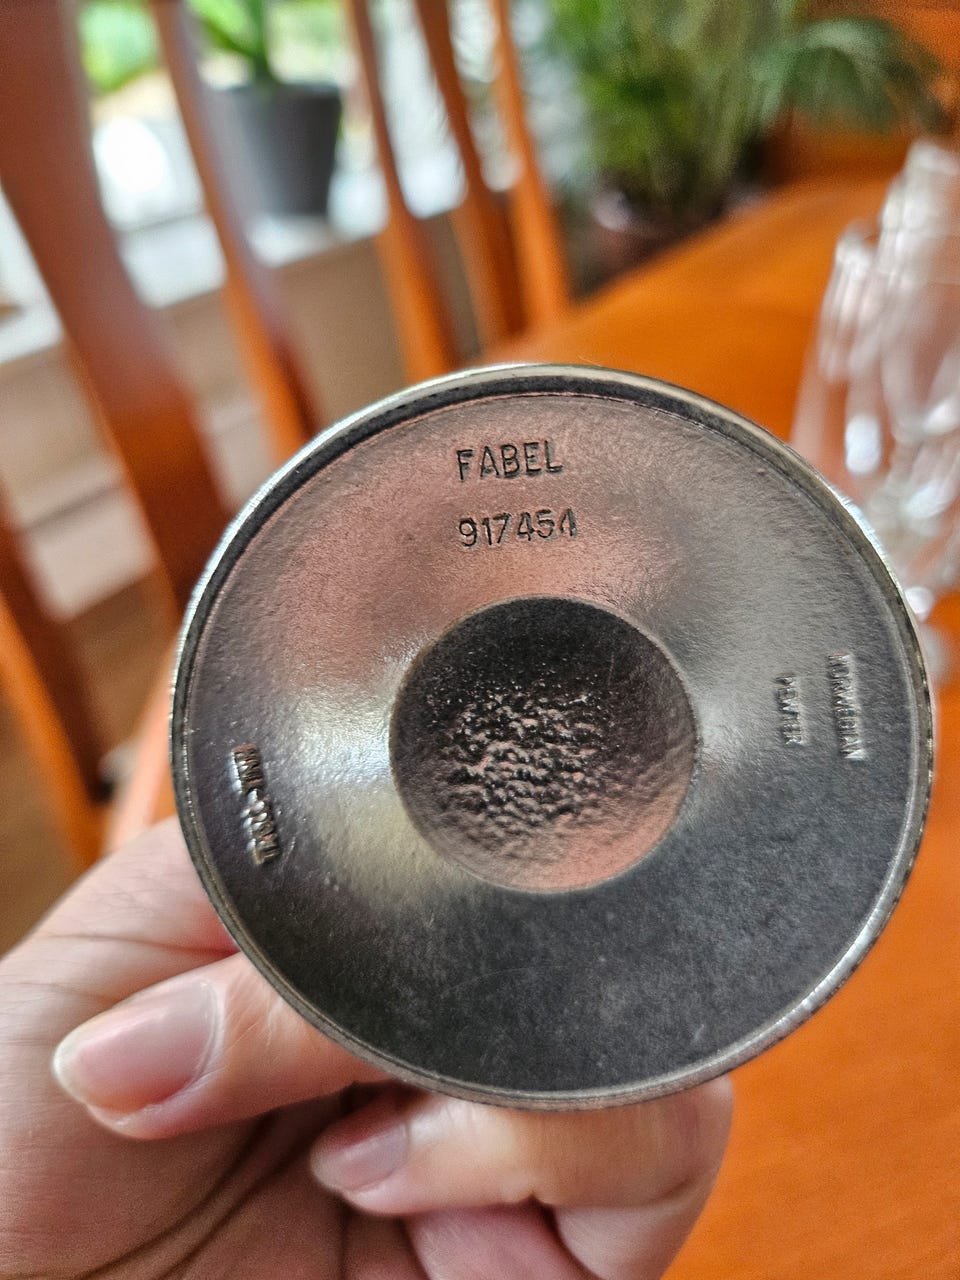 FABEL
917454
NORWEGIAN
PEWTER